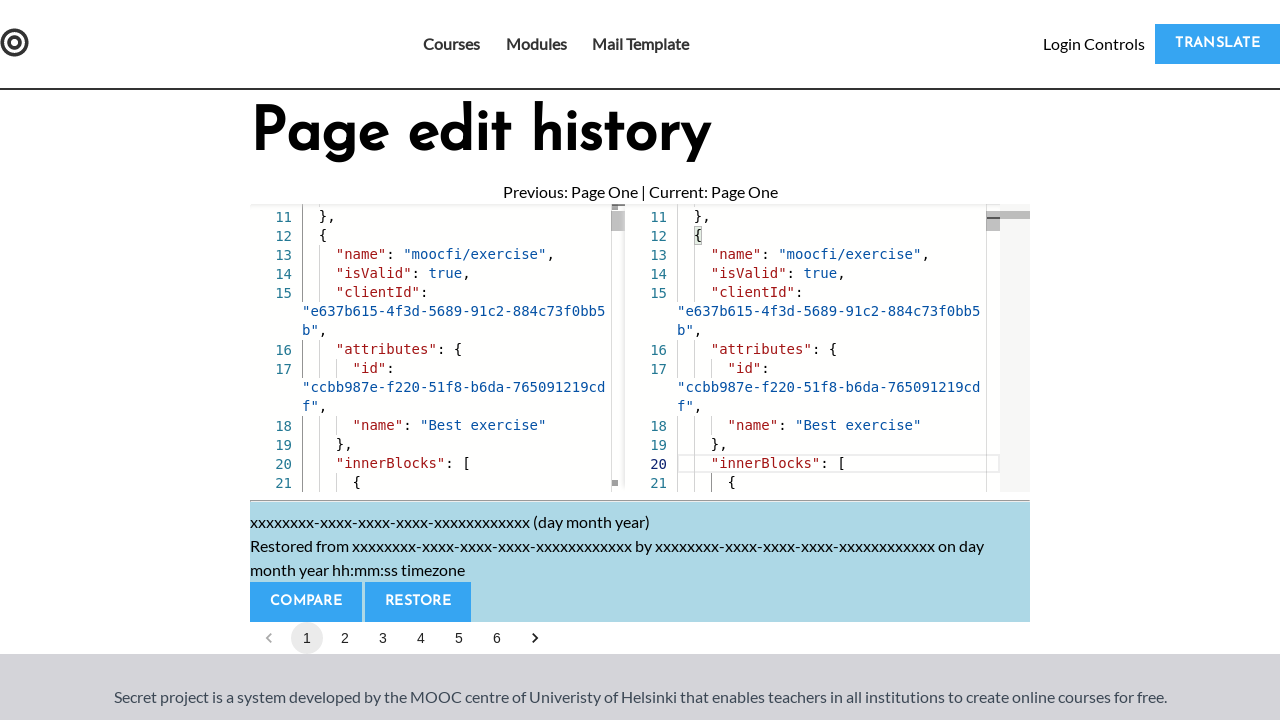 Courses Modules Mail Template Login Controls TRANSLATE
Page edit history
Previous: Page One | Current: Page One
11 },
12 {
13 "name": "moocfi/exercise",
14 "isValid": true,
15 "clientId":
"e637b615-4f3d-5689-91c2-884c73f0bb5
b",
16 "attributes": {
17 "id":
"ccbb987e-f220-51f8-b6da-765091219cd
f",
18 "name": "Best exercise"
19 },
20 "innerBlocks": [
21 {
11 },
12 {
13 "name": "moocfi/exercise",
14 "isValid": true,
15 "clientId":
"e637b615-4f3d-5689-91c2-884c73f0bb5
b",
16 "attributes": {
17 "id":
"ccbb987e-f220-51f8-b6da-765091219cd
f",
18 "name": "Best exercise"
19 },
20 "innerBlocks": [
21 {
xxxxxxxx-xxxx-xxxx-xxxx-xxxxxxxxxxxx (day month year)
Restored from xxxxxxxx-xxxx-xxxx-xxxx-xxxxxxxxxxxx by xxxxxxxx-xxxx-xxxx-xxxx-xxxxxxxxxxxx on day
month year hh:mm:ss timezone
COMPARE RESTORE
1 2 3 4 5 6
Secret project is a system developed by the MOOC centre of Univeristy of Helsinki that enables teachers in all institutions to create online courses for free.